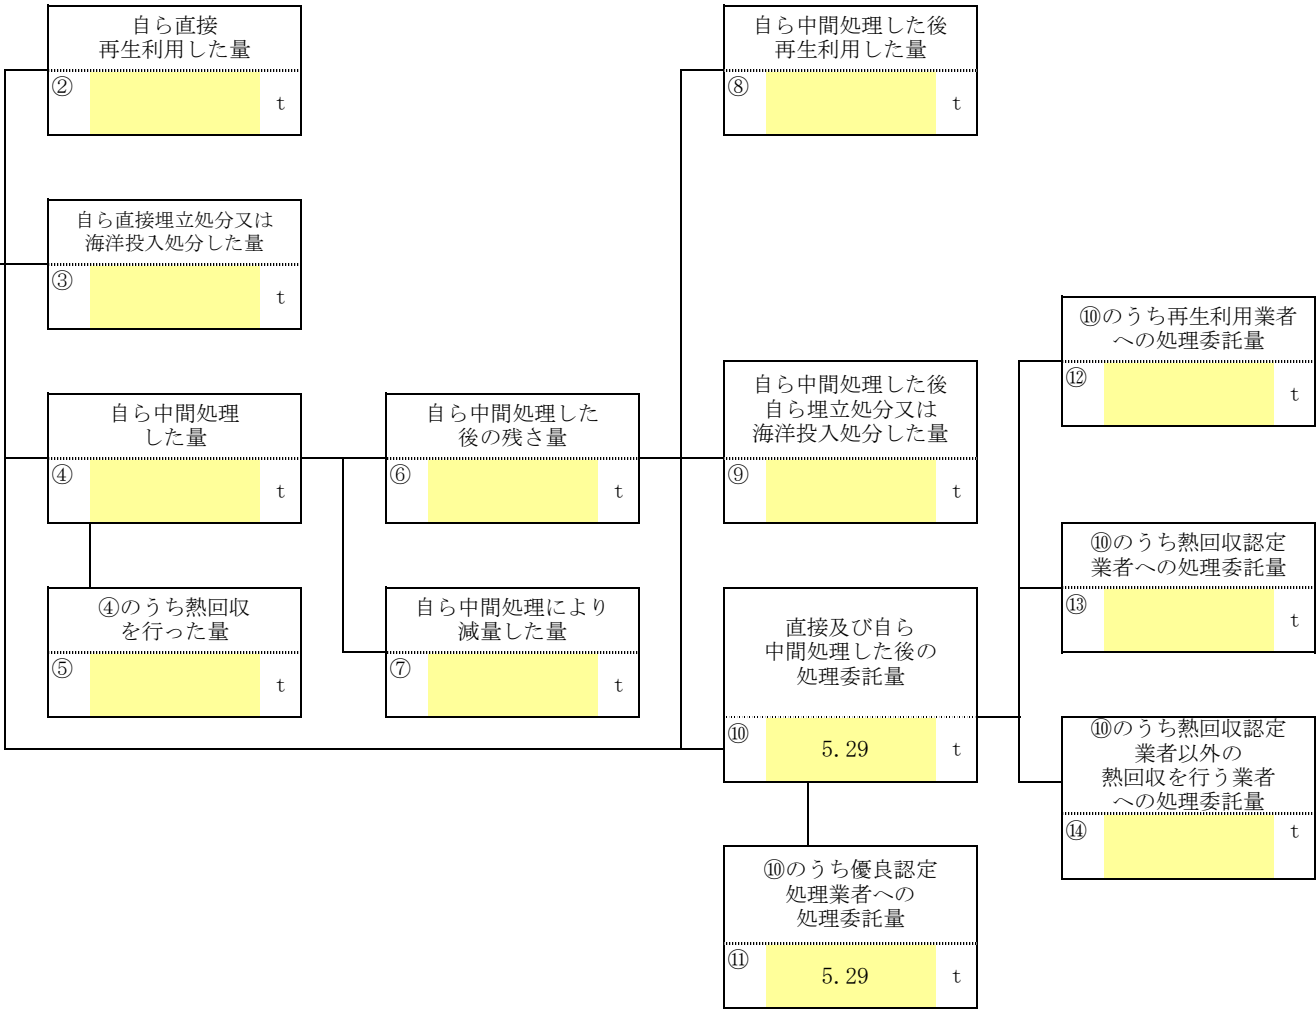 自ら直接
再生利用した量
② t
自ら中間処理した後
再生利用した量
⑧ t
自ら直接埋立処分又は
海洋投入処分した量
③ t
⑩のうち再生利用業者
への処理委託量
⑫ t
自ら中間処理
した量
④ t
自ら中間処理した
後の残さ量
⑥ t
自ら中間処理した後
自ら埋立処分又は
海洋投入処分した量
⑨ t
⑩のうち熱回収認定
業者への処理委託量
⑬ t
④のうち熱回収
を行った量
⑤ t
自ら中間処理により
減量した量
⑦ t
直接及び自ら
中間処理した後の
処理委託量
⑩ 5.29 t
⑩のうち熱回収認定
業者以外の
熱回収を行う業者
への処理委託量
⑭ t
⑩のうち優良認定
処理業者への
処理委託量
⑪ 5.29 t